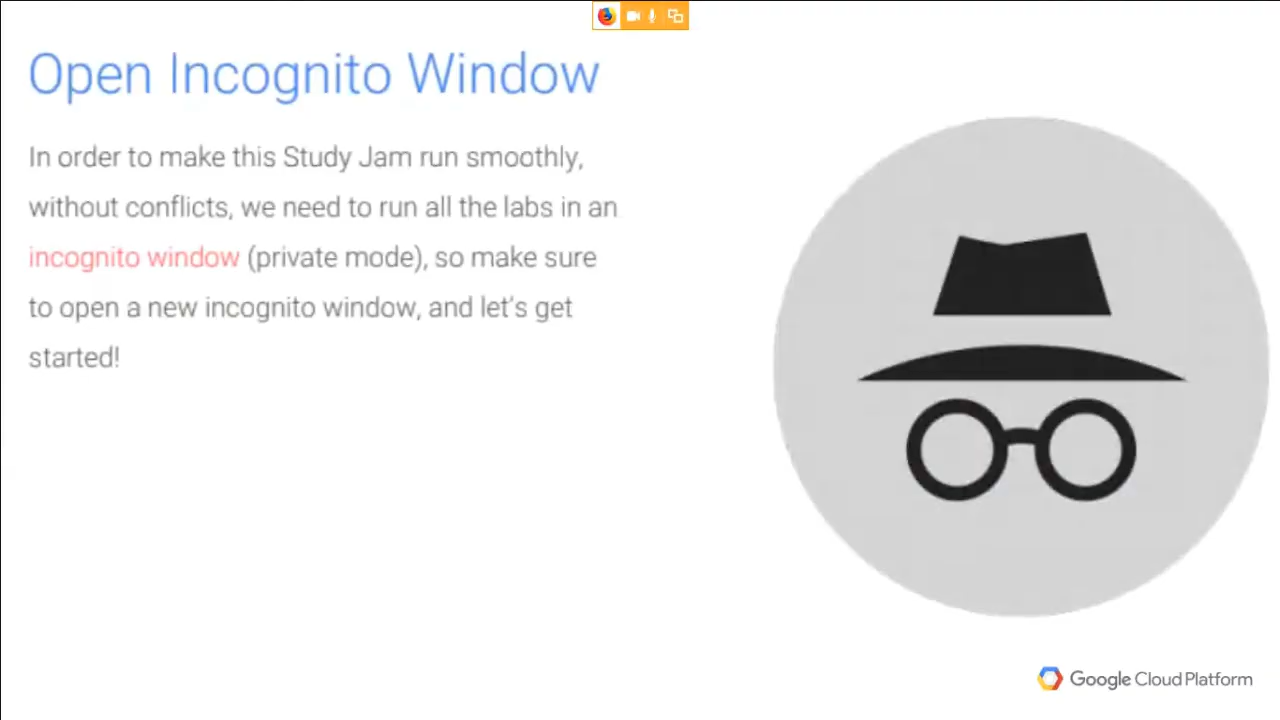 Open Incognito Window
In order to make this Study Jam run smoothly,
without conflicts, we need to run all the labs in an
incognito window (private mode), so make sure
to open a new incognito window, and let's get
started!
Google Cloud Platform